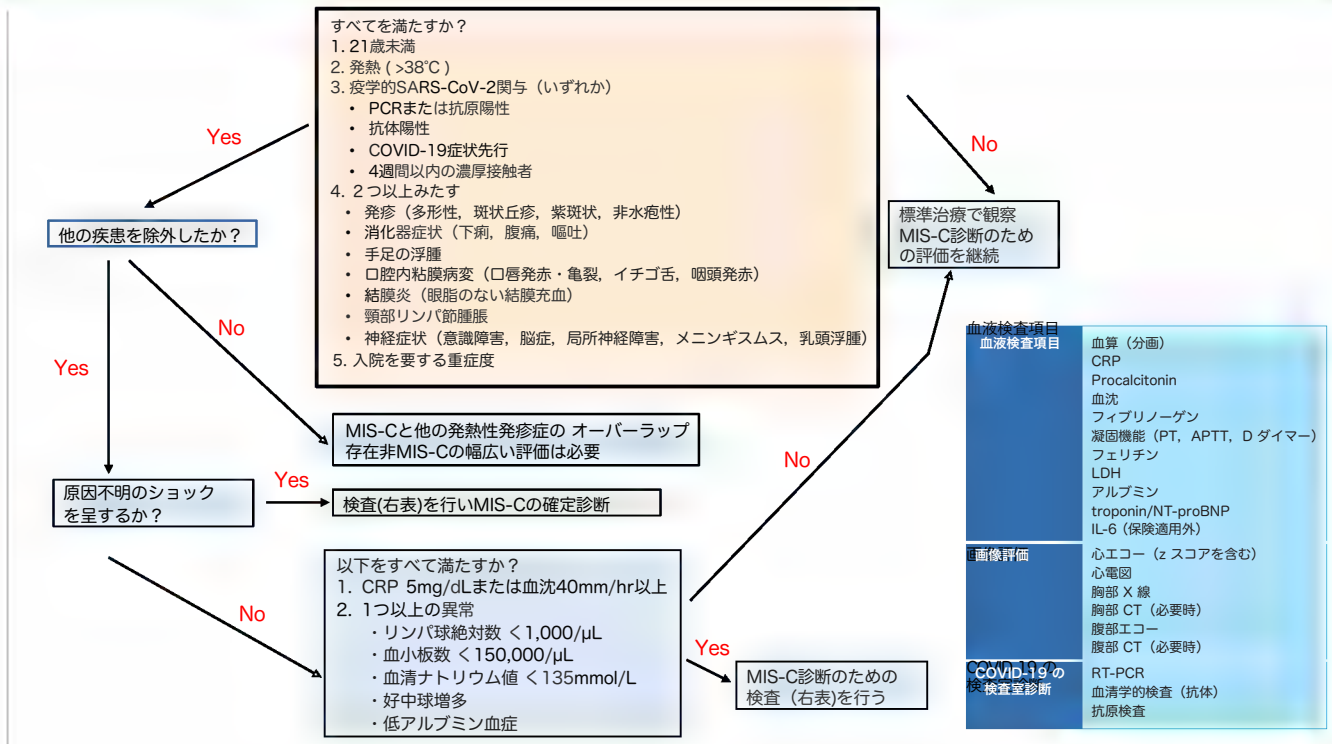 すべてを満たすか？
1. 21歳未満
2. 発熱 ( >38℃ )
3. 疫学的SARS-CoV-2関与（いずれか）
• PCRまたは抗原陽性
• 抗体陽性
• COVID-19症状先行
• 4週間以内の濃厚接触者
4. ２つ以上みたす
• 発疹（多形性，斑状丘疹，紫斑状，非水疱性）
• 消化器症状（下痢，腹痛，嘔吐）
• 手足の浮腫
• 口腔内粘膜病変（口唇発赤・亀裂，イチゴ舌，咽頭発赤）
• 結膜炎（眼脂のない結膜充血）
• 頸部リンパ節腫脹
• 神経症状（意識障害，脳症，局所神経障害，メニンギスムス，乳頭浮腫）
5. 入院を要する重症度
Yes
No
他の疾患を除外したか？
標準治療で観察
MIS-C診断のため
の評価を継続
No
Yes
MIS-Cと他の発熱性発疹症の オーバーラップ
存在非MIS-Cの幅広い評価は必要
原因不明のショック
を呈するか？
Yes
検査(右表)を行いMIS-Cの確定診断
No
No
以下をすべて満たすか？
1. CRP 5mg/dLまたは血沈40mm/hr以上
2. 1つ以上の異常
・リンパ球絶対数 ＜1,000/μL
・血小板数 ＜150,000/μL
・血清ナトリウム値 ＜135mmol/L
・好中球増多
・低アルブミン血症
Yes
MIS-C診断のための
検査（右表)を行う
血液検査項目
血液検査項目
血算（分画）
CRP
Procalcitonin
血沈
フィブリノーゲン
凝固機能（PT，APTT，D ダイマー）
フェリチン
LDH
アルブミン
troponin/NT-proBNP
IL-6（保険適用外）
画像評価
心エコー（z スコアを含む）
心電図
胸部 X 線
胸部 CT（必要時）
腹部エコー
腹部 CT（必要時）
COVID-19 の
COVID-19 の
検査室診断
RT-PCR
血清学的検査（抗体）
抗原検査